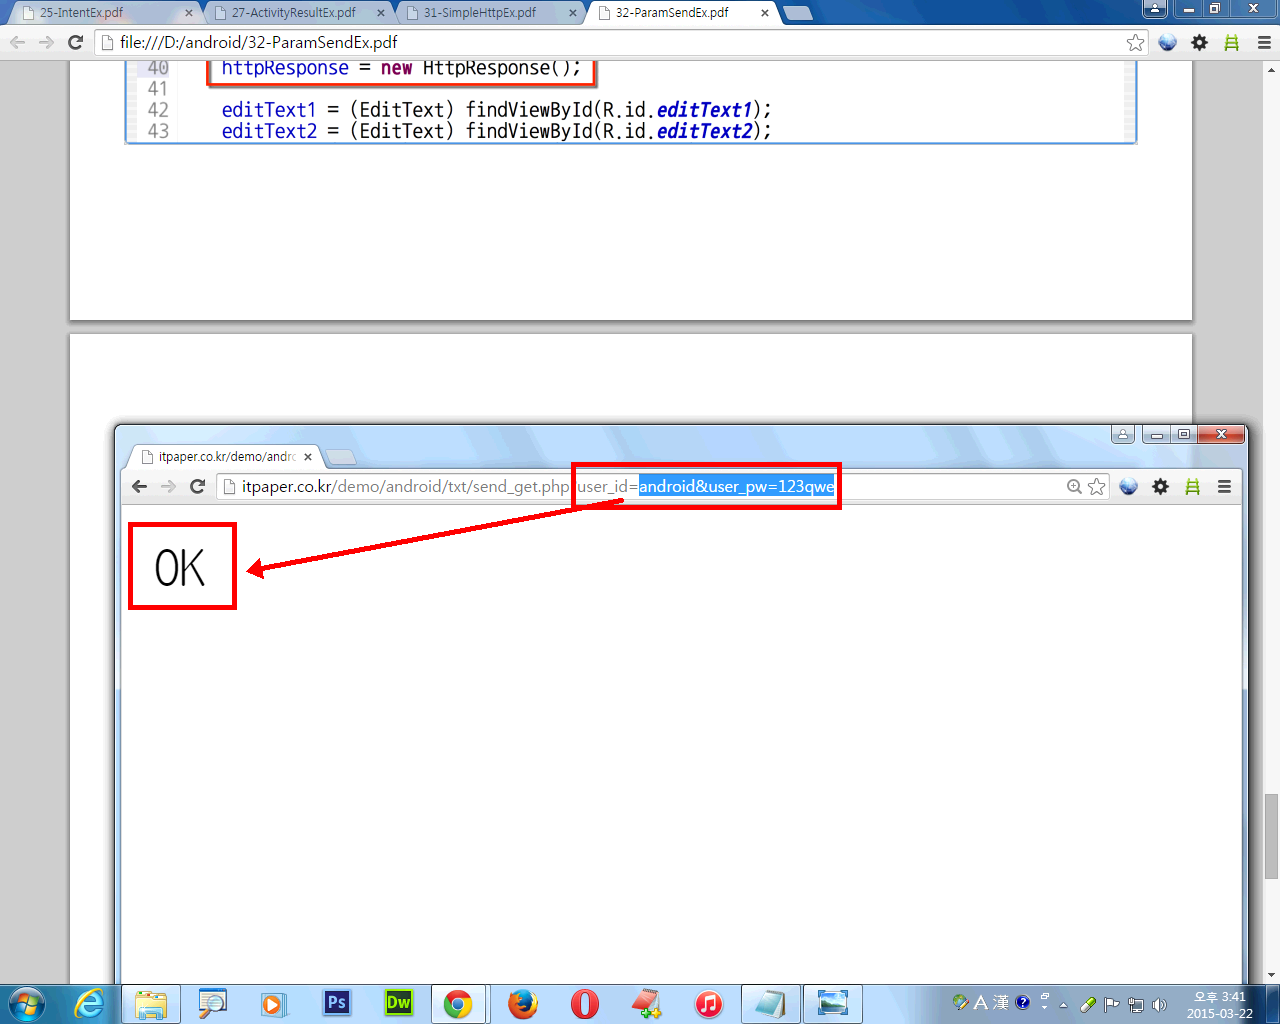 25-IntentEx.pdf
27-ActivityResultEx.pdf
31-SimpleHttpEx.pdf
32-ParamSendEx.pdf
file:///D:/android/32-ParamSendEx.pdf
40 httpResponse = new HttpResponse();
41
42 editText1 = (EditText) findViewById(R.id.editText1);
43 editText2 = (EditText) findViewById(R.id.editText2);
itpaper.co.kr/demo/andro
itpaper.co.kr/demo/android/txt/send_get.php?user_id=android&user_pw=123qwe
OK
Ps
Dw
A 漢
오후 3:41
2015-03-22